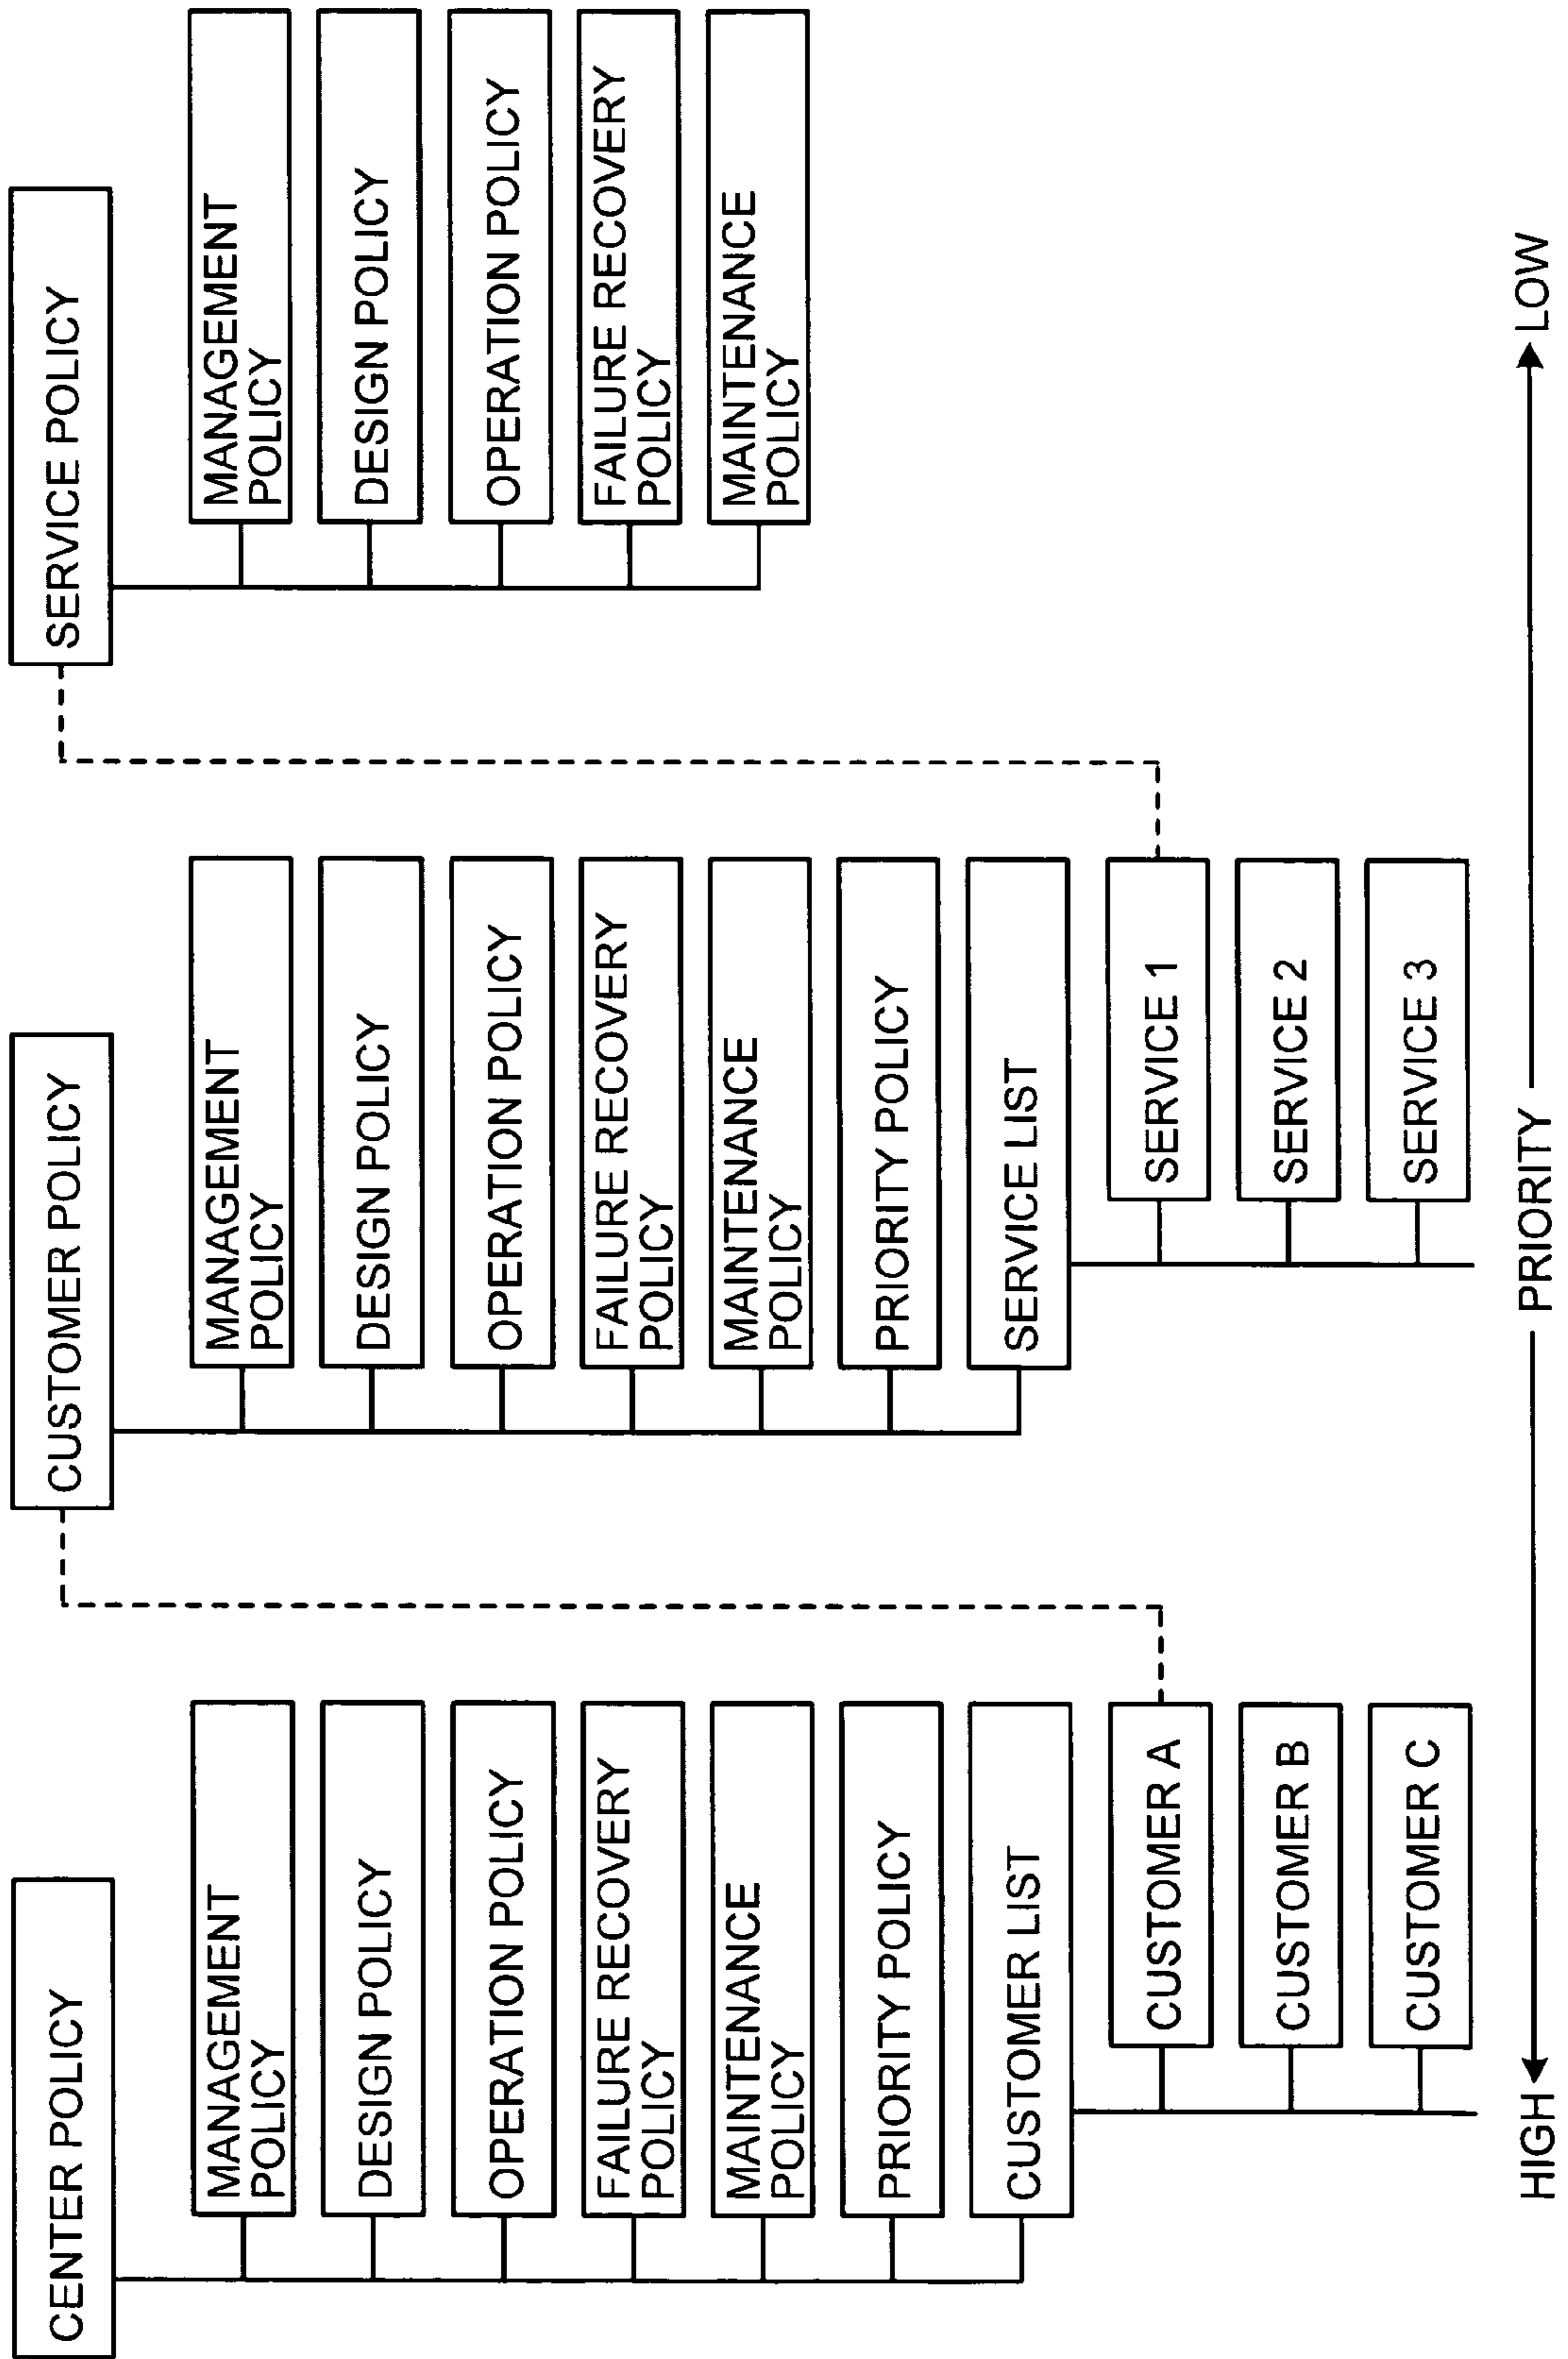 CENTER POLICY
MANAGEMENT
POLICY
DESIGN POLICY
OPERATION POLICY
FAILURE RECOVERY
POLICY
MAINTENANCE
POLICY
PRIORITY POLICY
CUSTOMER LIST
CUSTOMER A
CUSTOMER B
CUSTOMER C
CUSTOMER POLICY
MANAGEMENT
POLICY
DESIGN POLICY
OPERATION POLICY
FAILURE RECOVERY
POLICY
MAINTENANCE
POLICY
PRIORITY POLICY
SERVICE LIST
SERVICE 1
SERVICE 2
SERVICE 3
SERVICE POLICY
MANAGEMENT
POLICY
DESIGN POLICY
OPERATION POLICY
FAILURE RECOVERY
POLICY
MAINTENANCE
POLICY
HIGH
PRIORITY
LOW